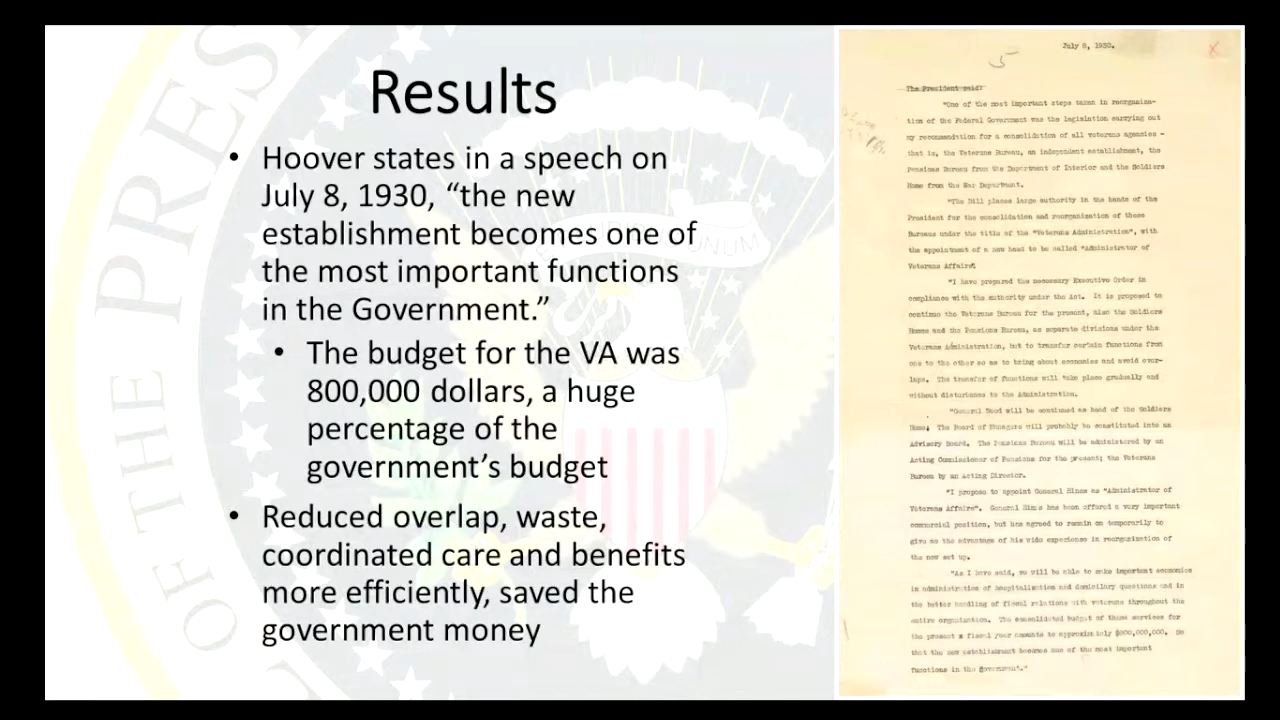 Results
• Hoover states in a speech on
July 8, 1930, “the new
establishment becomes one of
the most important functions
in the Government.”
• The budget for the VA was
800,000 dollars, a huge
percentage of the
government’s budget
• Reduced overlap, waste,
coordinated care and benefits
more efficiently, saved the
government money
OF THE PRES
UNUM
July 8, 1930.
5
x
The President said:
"One of the most important steps taken in reorganiza-
tion of the Federal Government was the legislation carrying out
my recommendation for a consolidation of all veterans agencies -
that is, the Veterans Bureau, an independent establishment, the
Pensions Bureau from the Department of Interior and the Soldiers
Home from the War Department.
"The Bill places large authority in the hands of the
President for the consolidation and reorganization of those
Bureaus under the title of the "Veterans Administration", with
the appointment of a new head to be called "Administrator of
Veterans Affairs".
"I have prepared the necessary Executive Order in
compliance with the authority under the Act. It is proposed to
continue the Veterans Bureau for the present, also the Soldiers
Homes and the Pensions Bureau, as separate divisions under the
Veterans Administration, but to transfer certain functions from
one to the other so as to bring about economies and avoid over-
laps. The transfer of functions will take place gradually and
without disturbance to the Administration.
"General Wood will be continued as head of the Soldiers
Home. The Board of Managers will probably be constituted into an
Advisory Board. The Pensions Bureau will be administered by an
Acting Commissioner of Pensions for the present; the Veterans
Bureau by an Acting Director.
"I propose to appoint General Hines as "Administrator of
Veterans Affairs". General Hines has been offered a very important
commercial position, but has agreed to remain on temporarily to
give us the advantage of his wide experience in reorganization of
the new set up.
"As I have said, we will be able to make important economies
in administration of hospitalization and domiciliary questions and in
the better handling of fiscal relations with veterans throughout the
entire organization. The consolidated budget of these services for
the present fiscal year amounts to approximately $800,000,000. So
that the new establishment becomes one of the most important
functions in the Government."